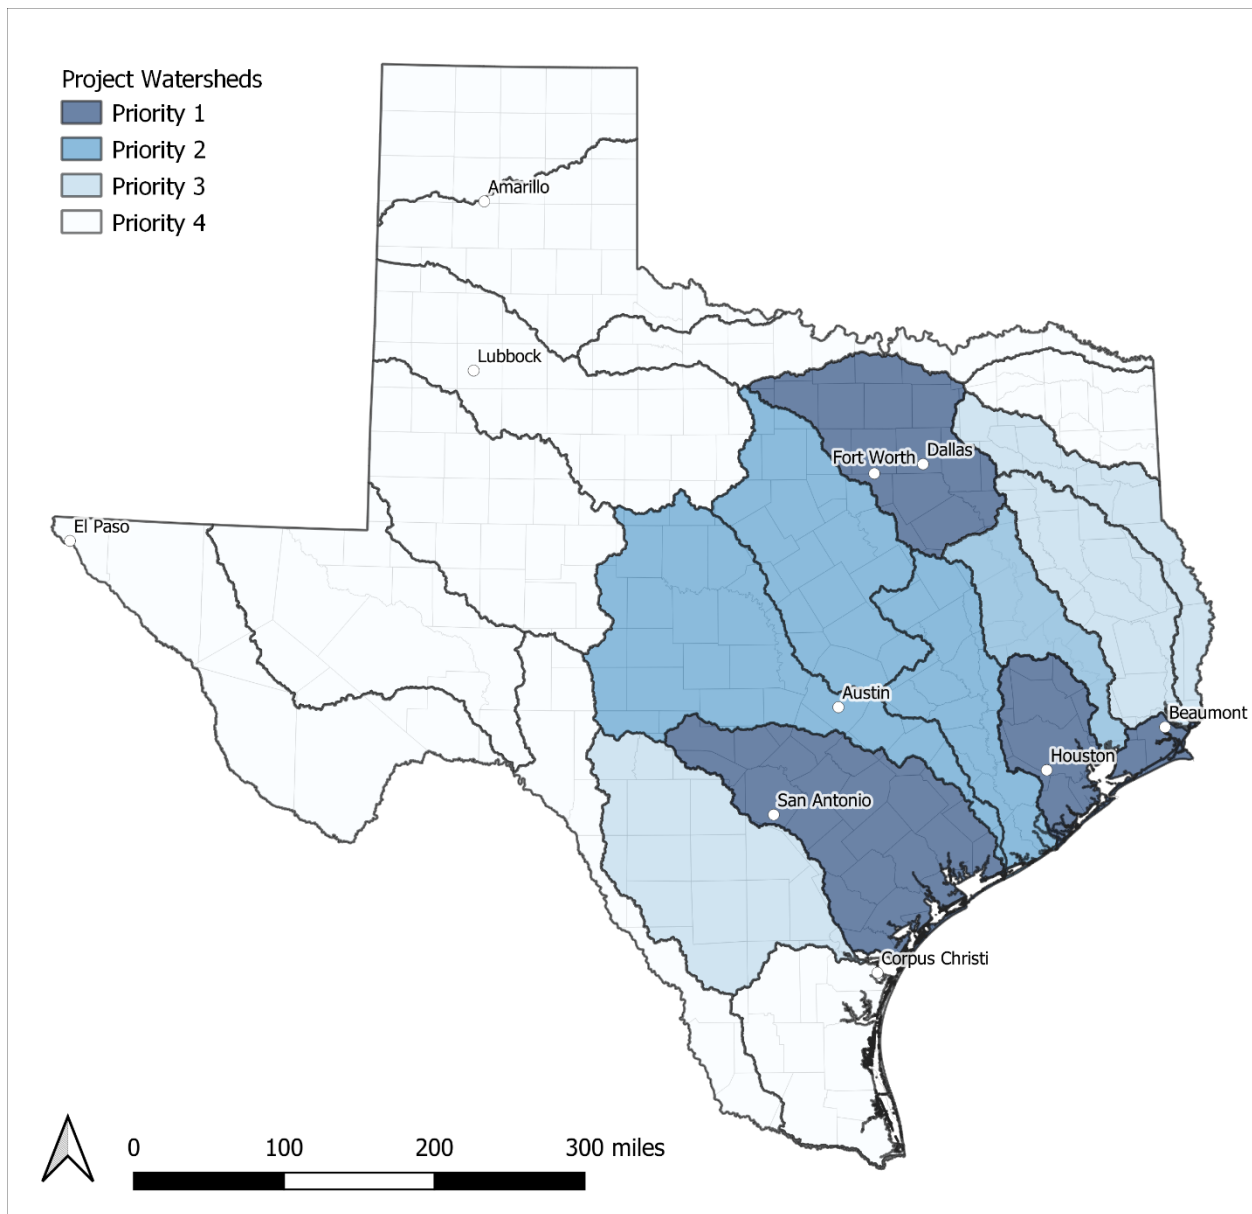 Project Watersheds
Priority 1
Priority 2
Priority 3
Priority 4
Amarillo
Lubbock
Fort Worth
Dallas
El Paso
Austin
Beaumont
Houston
San Antonio
Corpus Christi
0 100 200 300 miles